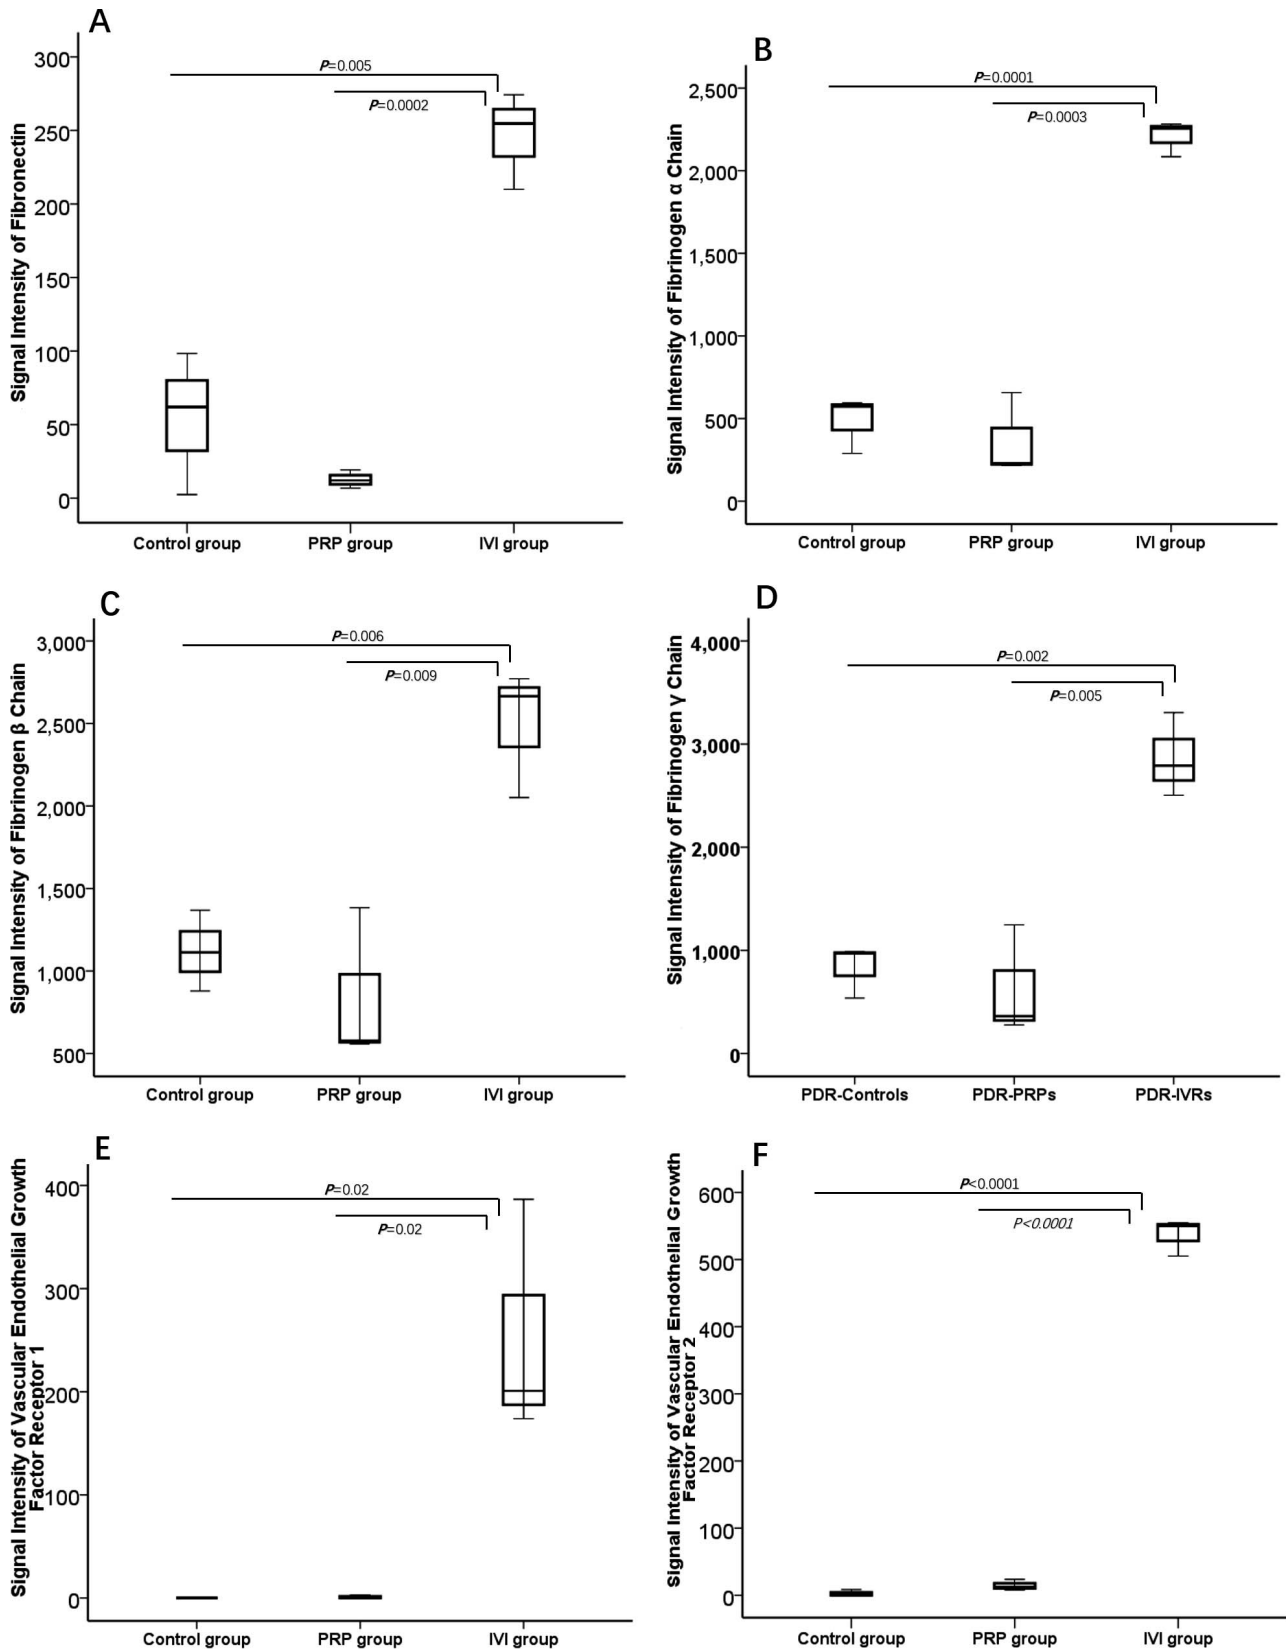 A
Signal Intensity of Fibronectin
300
250
200
150
100
50
0
P=0.005
P=0.0002
Control group
PRP group
IVI group
B
Signal Intensity of Fibrinogen α Chain
2,500
2,000
1,500
1,000
500
0
P=0.0001
P=0.0003
Control group
PRP group
IVI group
C
Signal Intensity of Fibrinogen β Chain
3,000
2,500
2,000
1,500
1,000
500
P=0.006
P=0.009
Control group
PRP group
IVI group
D
Signal Intensity of Fibrinogen γ Chain
4,000
3,000
2,000
1,000
0
P=0.002
P=0.005
PDR-Controls
PDR-PRPs
PDR-IVRs
E
Signal Intensity of Vascular Endothelial Growth
Factor Receptor 1
400
300
200
100
0
P=0.02
P=0.02
Control group
PRP group
IVI group
F
Signal Intensity of Vascular Endothelial Growth
Factor Receptor 2
600
500
400
300
200
100
0
P<0.0001
P<0.0001
Control group
PRP group
IVI group